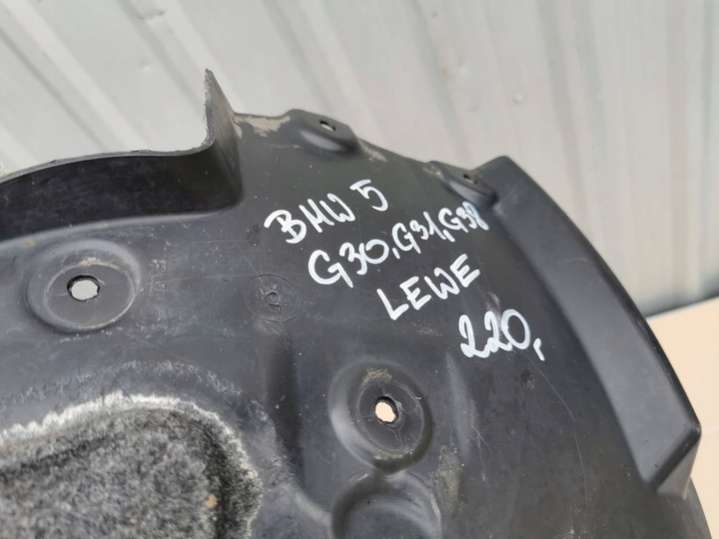 BMW 5
G30, G31, G38
LEWE
220,